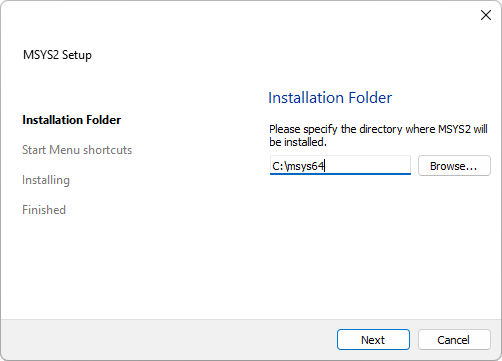 MSYS2 Setup
Installation Folder
Start Menu shortcuts
Installing
Finished
Installation Folder
Please specify the directory where MSYS2 will
be installed.
C:\msys64
Browse...
Next
Cancel